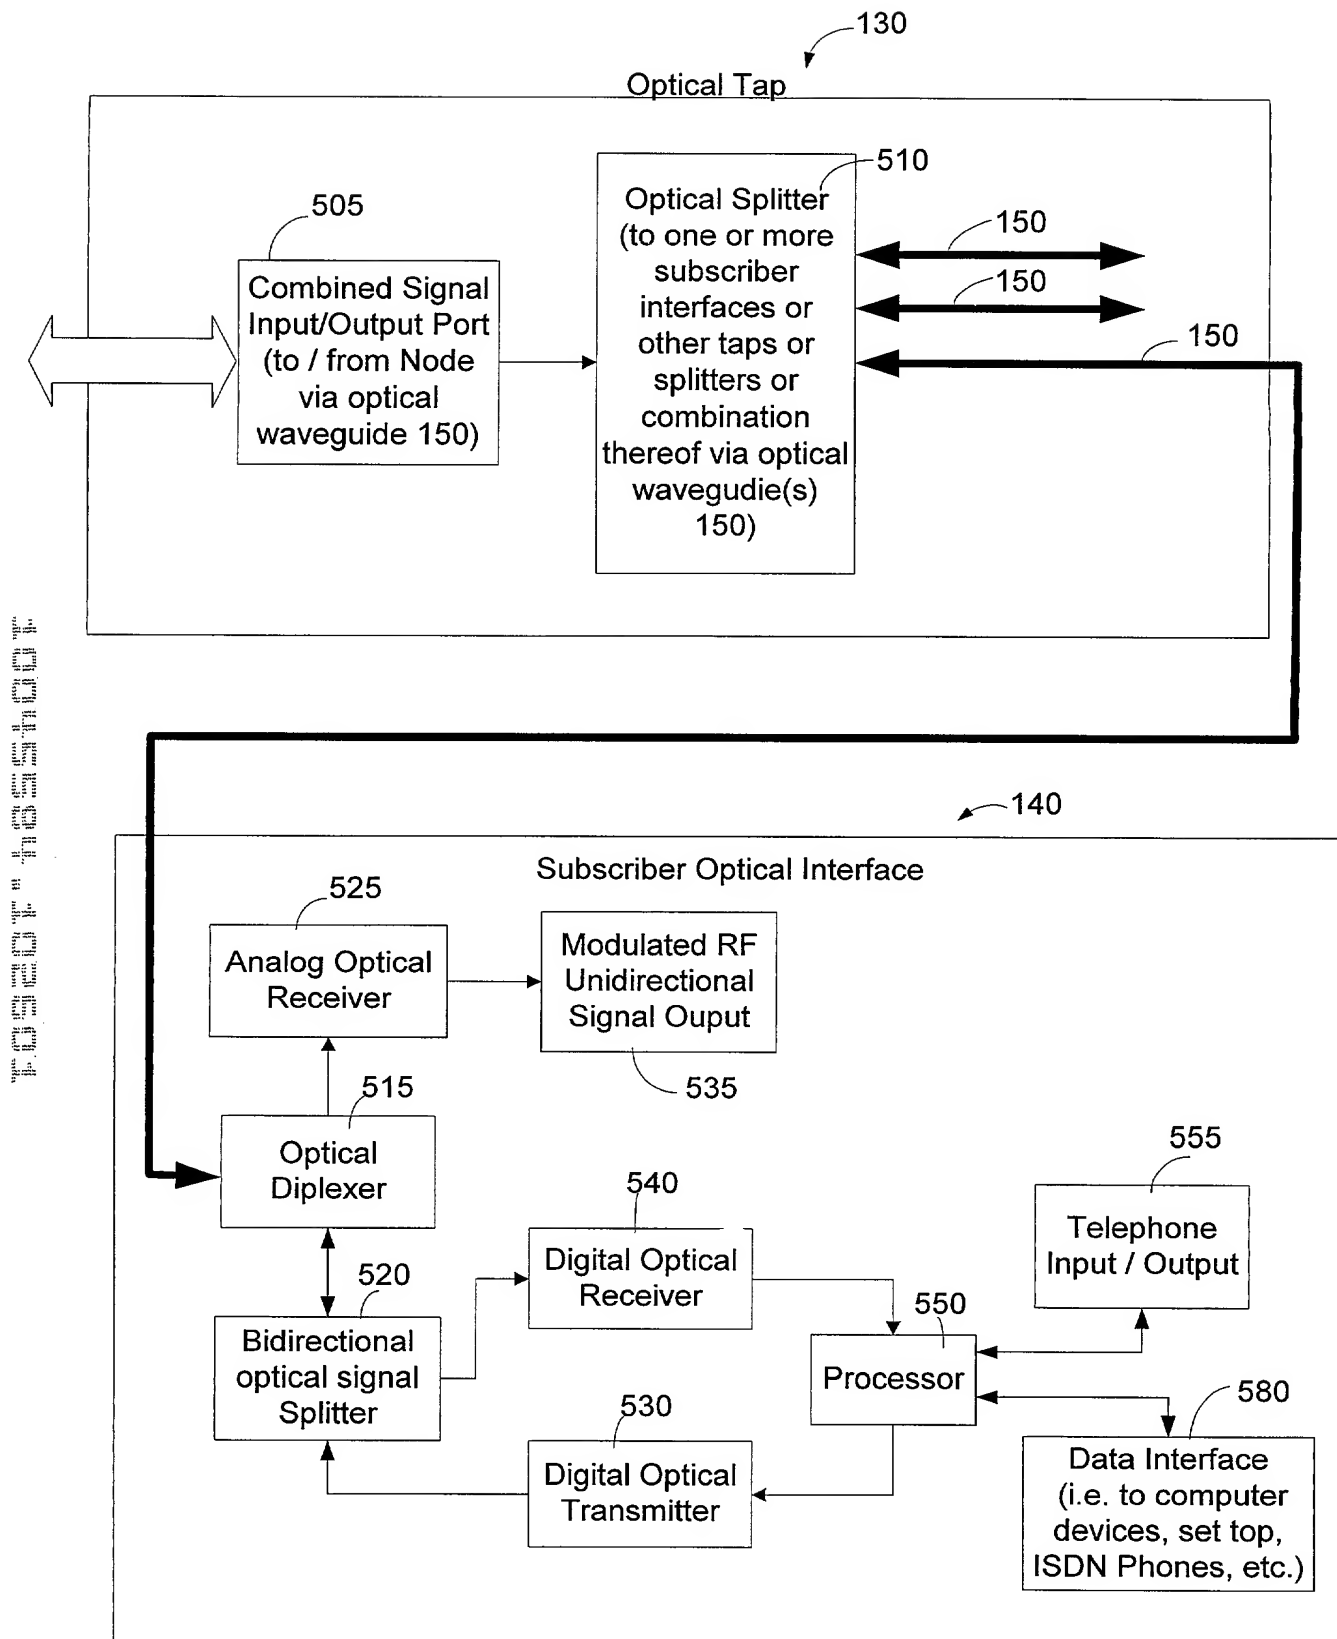 130
Optical Tap
510
505
Optical Splitter
(to one or more
subscriber
interfaces or
other taps or
splitters or
combination
thereof via optical
wavegudie(s)
150)
150
150
150
Combined Signal
Input/Output Port
(to / from Node
via optical
waveguide 150)
10045584 . 102501
140
Subscriber Optical Interface
525
Analog Optical
Receiver
Modulated RF
Unidirectional
Signal Ouput
535
515
Optical
Diplexer
555
Telephone
Input / Output
540
Digital Optical
Receiver
520
Bidirectional
optical signal
Splitter
550
Processor
530
Digital Optical
Transmitter
580
Data Interface
(i.e. to computer
devices, set top,
ISDN Phones, etc.)